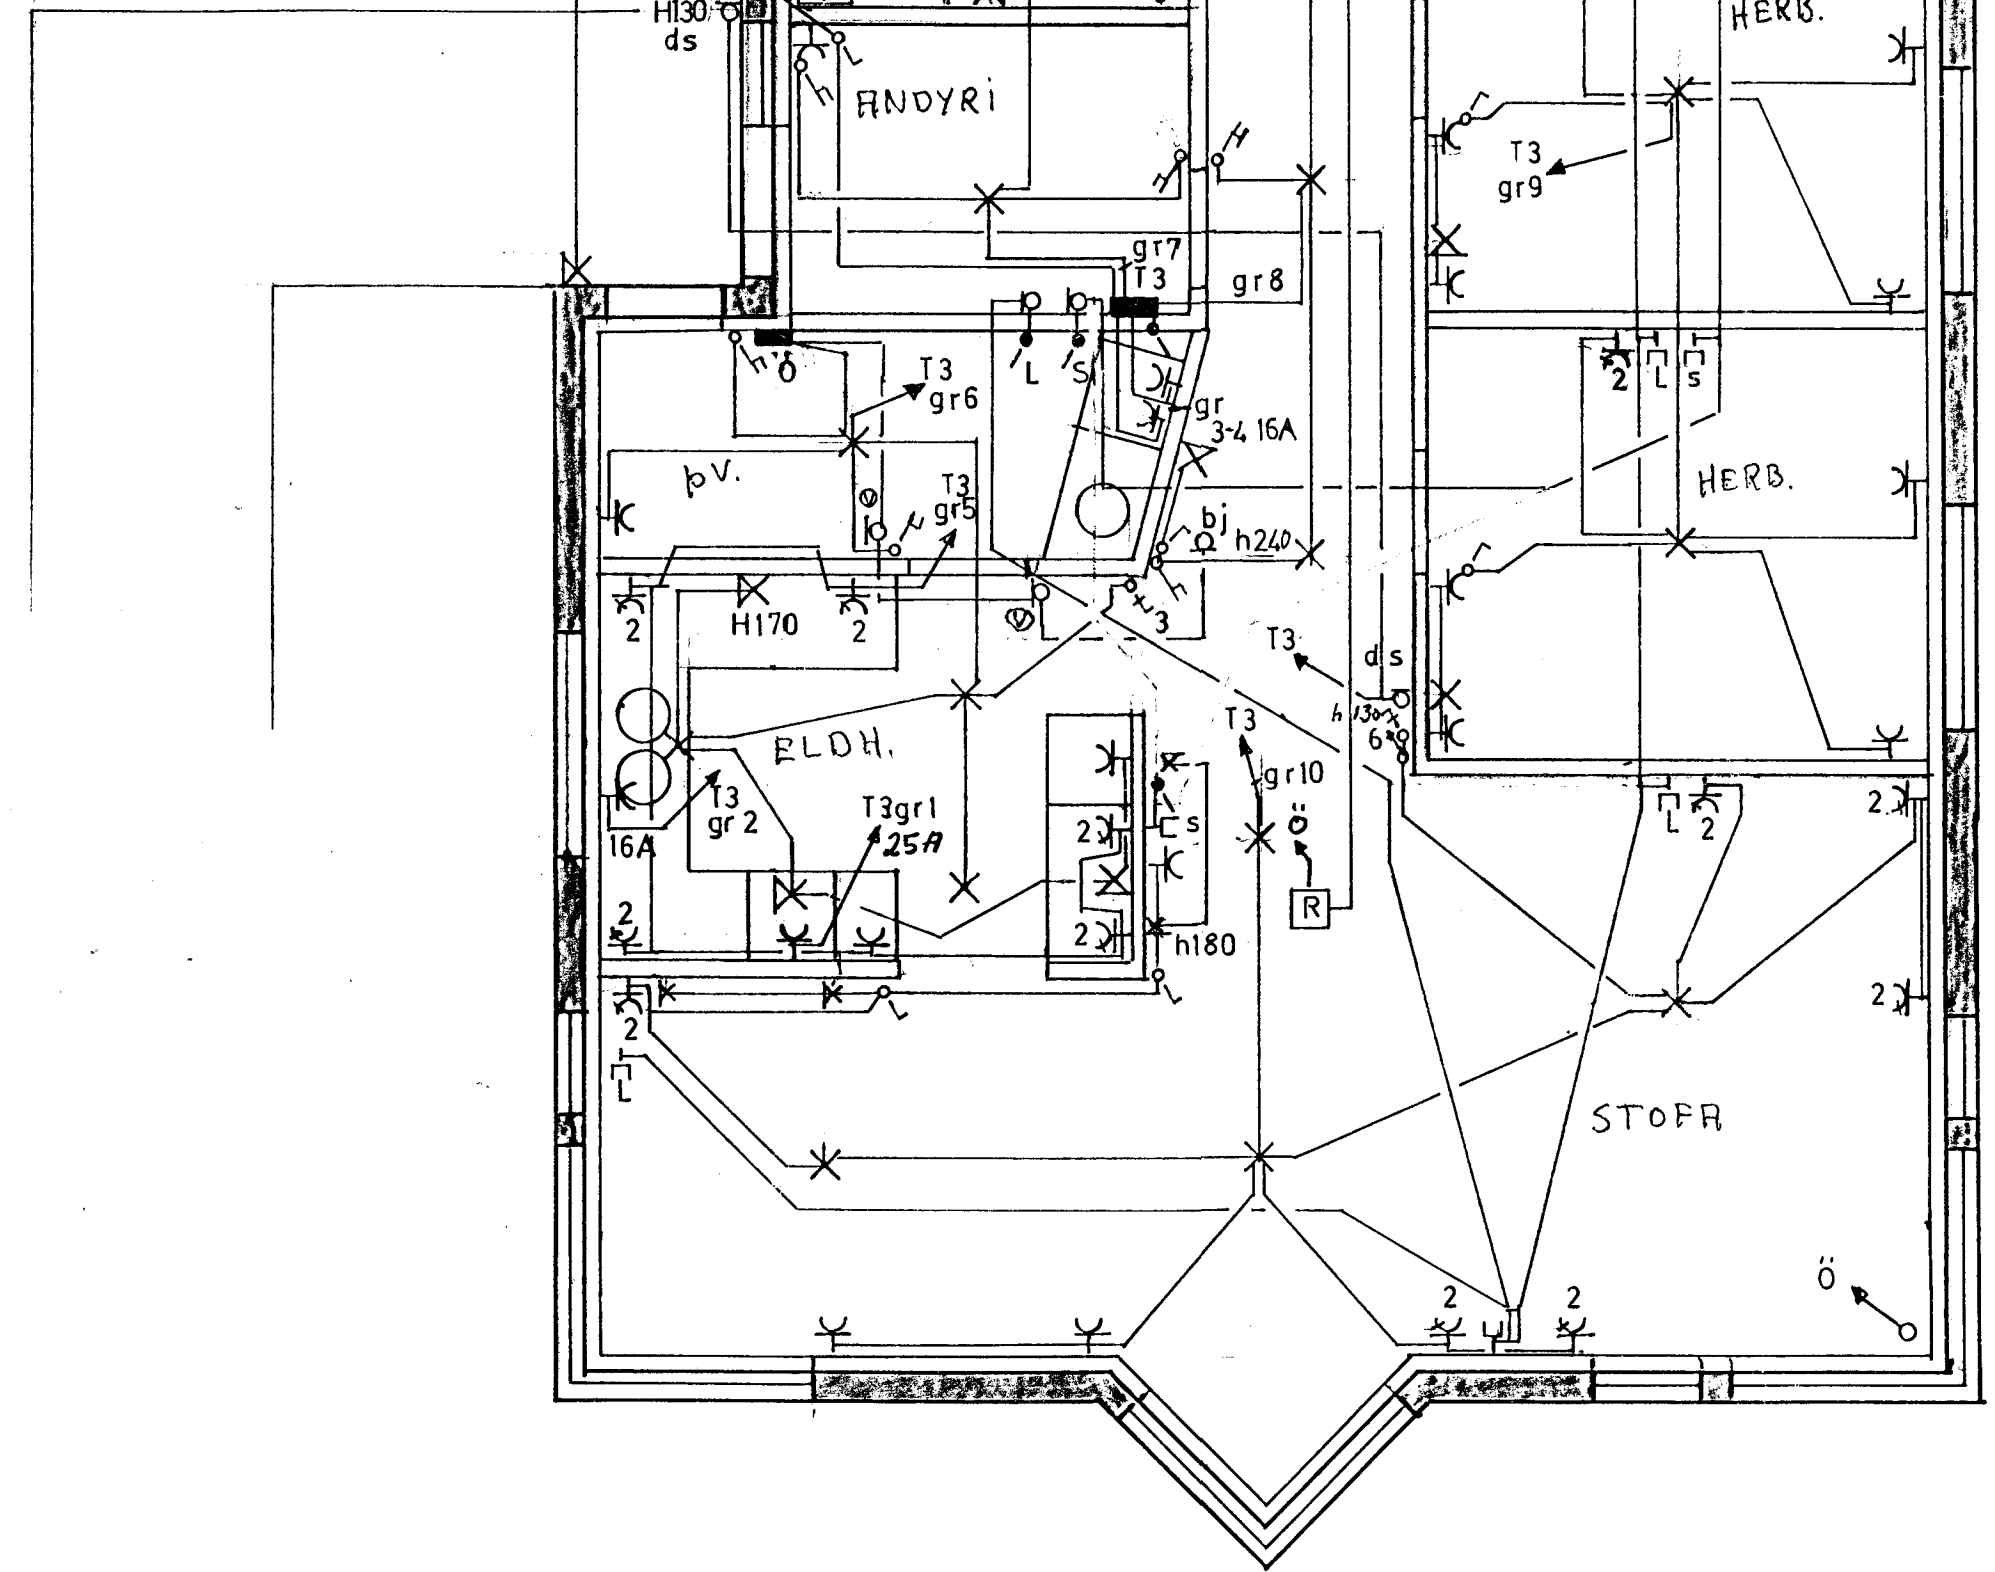 H130
ds
HERB.
L
h
ANDYRI
H
h
L
T3
gr9
gr7
T3
gr8
h
Ö
L
S
2
L
s
T3
gr6
gr
3-4 16A
þV.
HERB.
V
T3
gr5
H
bj
h240
L
L
h
2
H170
2
V
3
T3
ds
T3
6
ELDH.
gr10
T3
gr 2
T3gr1
25A
16A
2
s
Ö
L
2
2
R
2
2
h180
2
L
L
2
L
STOFA
Ö
2
2